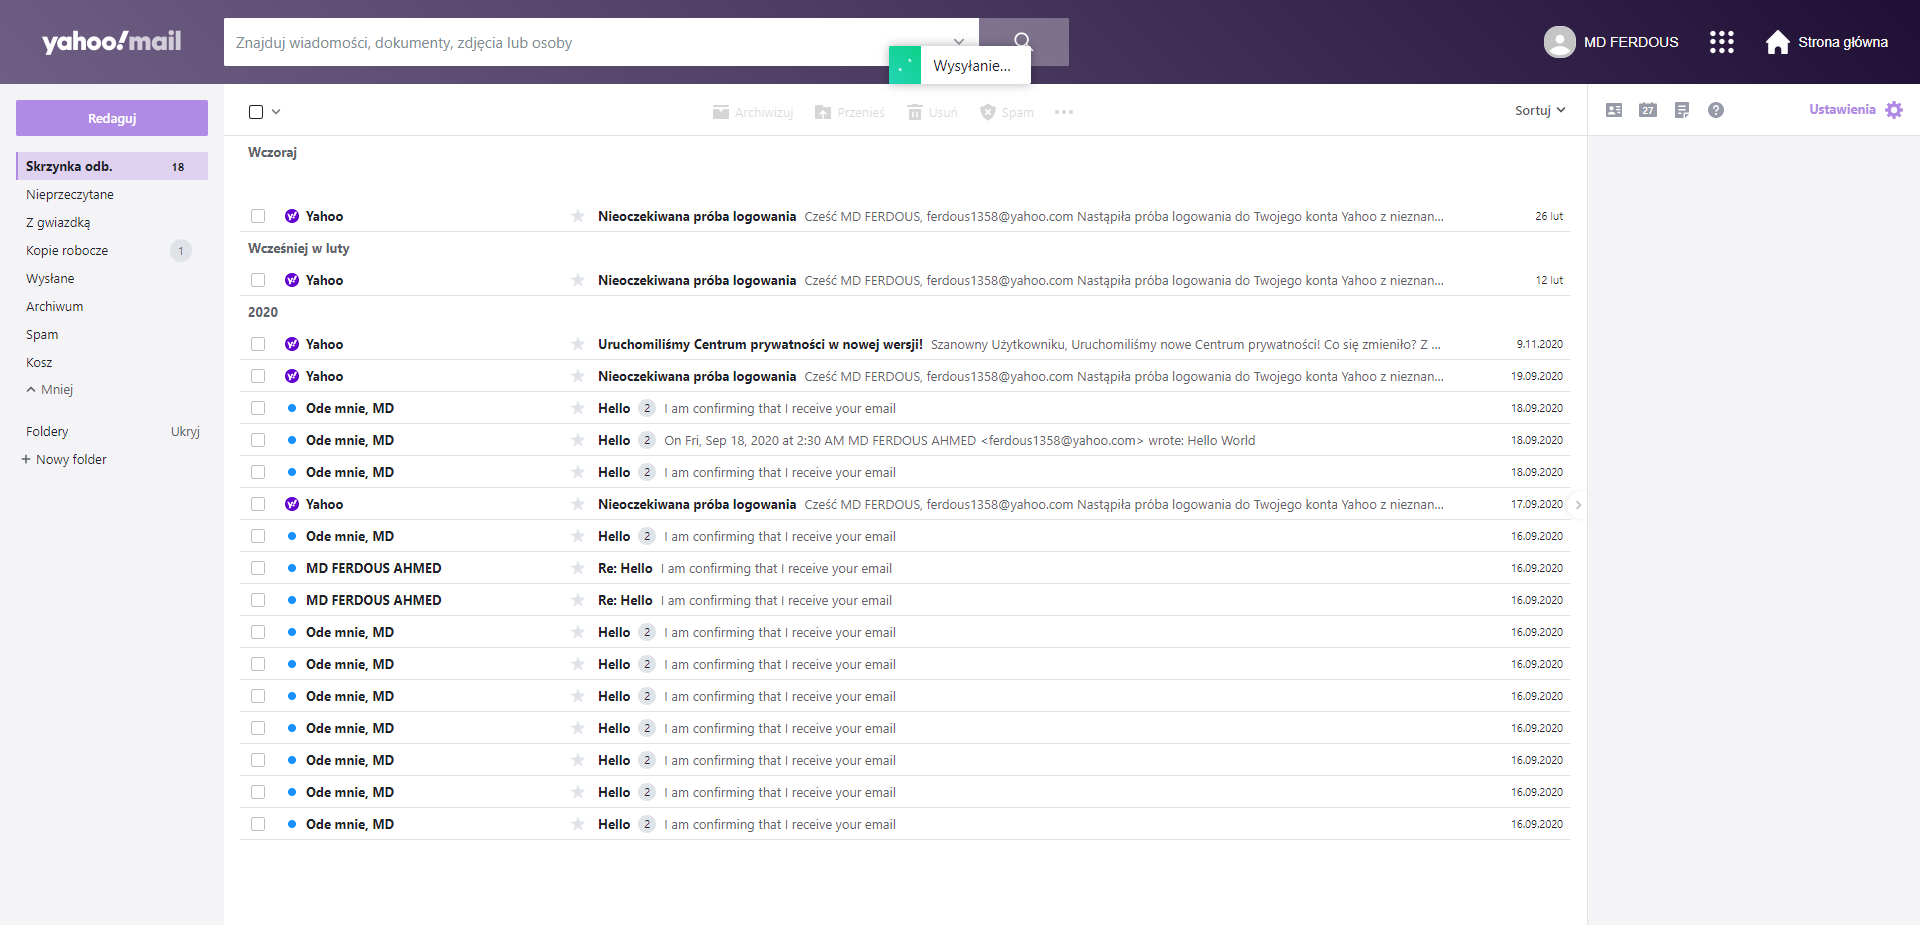 yahoo!mail
Znajduj wiadomości, dokumenty, zdjęcia lub osoby
Wysyłanie...
MD FERDOUS
Strona główna
Redaguj
Skrzynka odb. 18
Nieprzeczytane
Z gwiazdką
Kopie robocze 1
Wysłane
Archiwum
Spam
Kosz
Mniej
Foldery Ukryj
+ Nowy folder
Archiwizuj Przenieś Usuń Spam Sortuj
27 Ustawienia
Wczoraj
Yahoo Nieoczekiwana próba logowania Cześć MD FERDOUS, ferdous1358@yahoo.com Nastąpiła próba logowania do Twojego konta Yahoo z nieznan... 26 lut
Wcześniej w luty
Yahoo Nieoczekiwana próba logowania Cześć MD FERDOUS, ferdous1358@yahoo.com Nastąpiła próba logowania do Twojego konta Yahoo z nieznan... 12 lut
2020
Yahoo Uruchomiliśmy Centrum prywatności w nowej wersji! Szanowny Użytkowniku, Uruchomiliśmy nowe Centrum prywatności! Co się zmieniło? Z ... 9.11.2020
Yahoo Nieoczekiwana próba logowania Cześć MD FERDOUS, ferdous1358@yahoo.com Nastąpiła próba logowania do Twojego konta Yahoo z nieznan... 19.09.2020
Ode mnie, MD Hello 2 I am confirming that I receive your email 18.09.2020
Ode mnie, MD Hello 2 On Fri, Sep 18, 2020 at 2:30 AM MD FERDOUS AHMED <ferdous1358@yahoo.com> wrote: Hello World 18.09.2020
Ode mnie, MD Hello 2 I am confirming that I receive your email 18.09.2020
Yahoo Nieoczekiwana próba logowania Cześć MD FERDOUS, ferdous1358@yahoo.com Nastąpiła próba logowania do Twojego konta Yahoo z nieznan... 17.09.2020
Ode mnie, MD Hello 2 I am confirming that I receive your email 16.09.2020
MD FERDOUS AHMED Re: Hello I am confirming that I receive your email 16.09.2020
MD FERDOUS AHMED Re: Hello I am confirming that I receive your email 16.09.2020
Ode mnie, MD Hello 2 I am confirming that I receive your email 16.09.2020
Ode mnie, MD Hello 2 I am confirming that I receive your email 16.09.2020
Ode mnie, MD Hello 2 I am confirming that I receive your email 16.09.2020
Ode mnie, MD Hello 2 I am confirming that I receive your email 16.09.2020
Ode mnie, MD Hello 2 I am confirming that I receive your email 16.09.2020
Ode mnie, MD Hello 2 I am confirming that I receive your email 16.09.2020
Ode mnie, MD Hello 2 I am confirming that I receive your email 16.09.2020